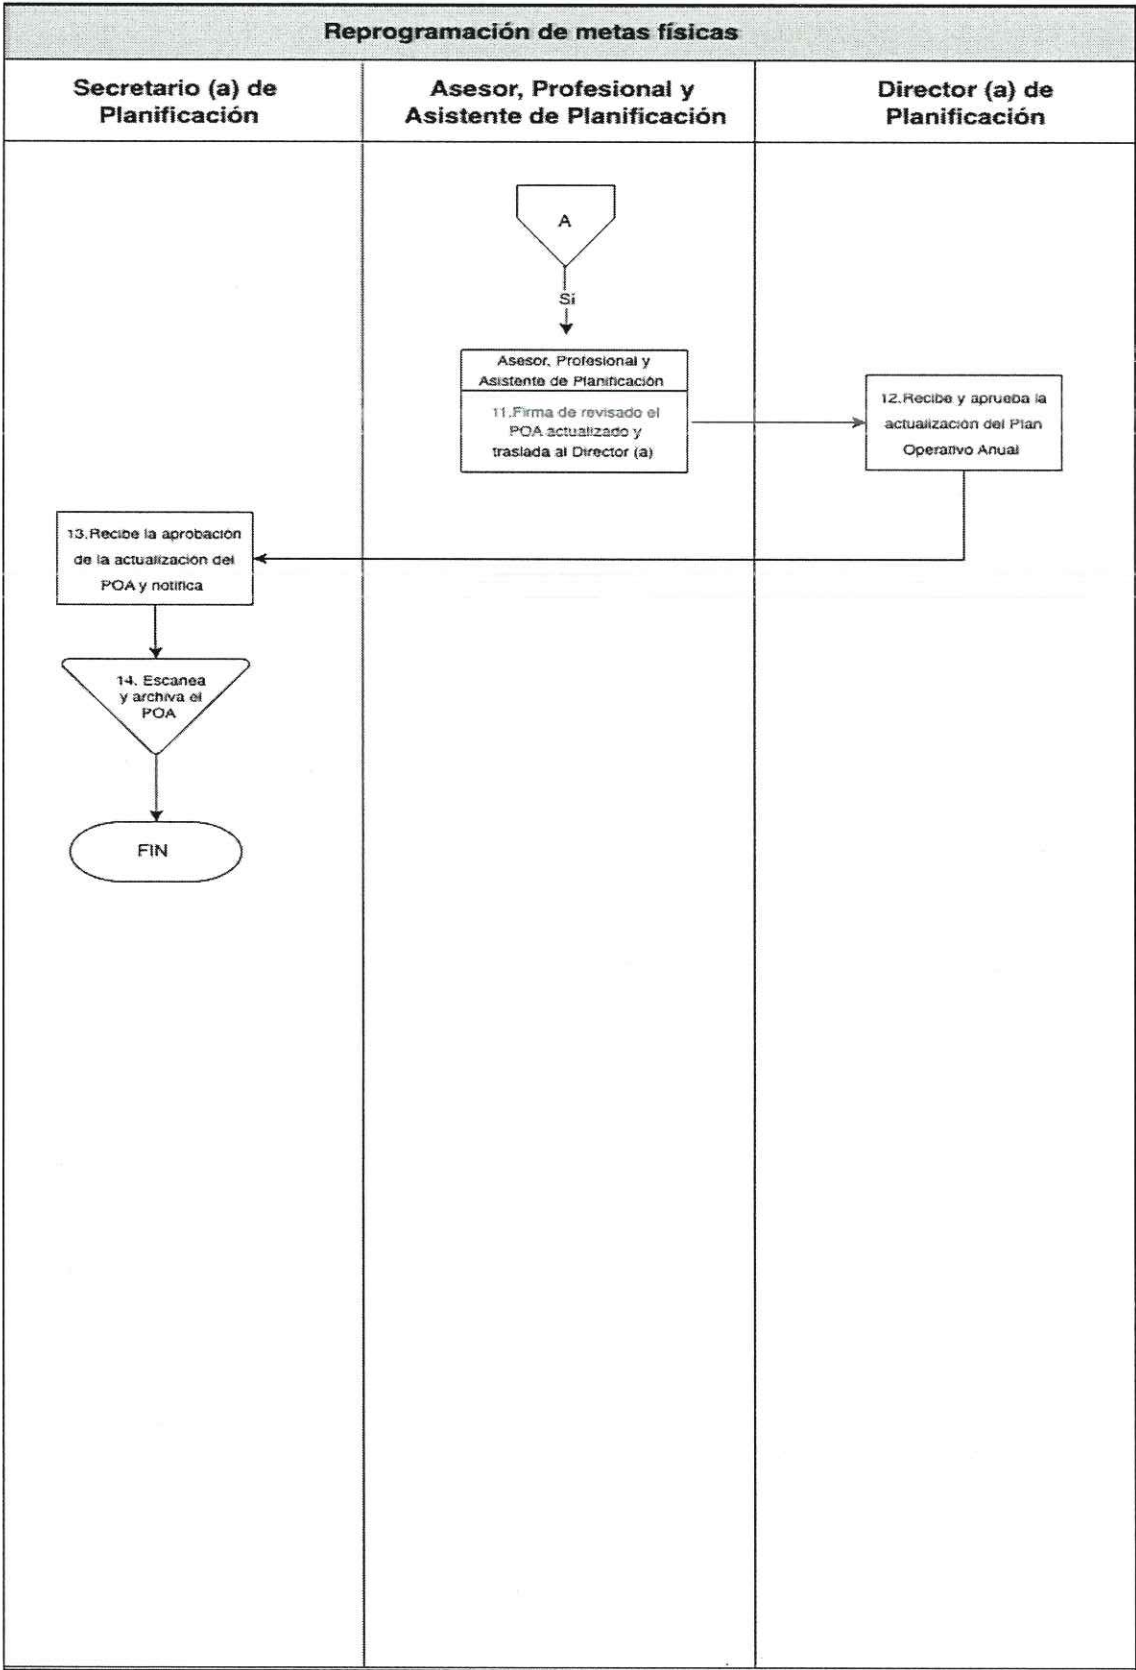 Reprogramación de metas físicas
Secretario (a) de
Planificación
Asesor, Profesional y
Asistente de Planificación
Director (a) de
Planificación
A
Si
Asesor, Profesional y
Asistente de Planificación
11.Firma de revisado el
POA actualizado y
traslada al Director (a)
12.Recibe y aprueba la
actualización del Plan
Operativo Anual
13.Recibe la aprobación
de la actualización del
POA y notifica
14. Escanea
y archiva el
POA
FIN